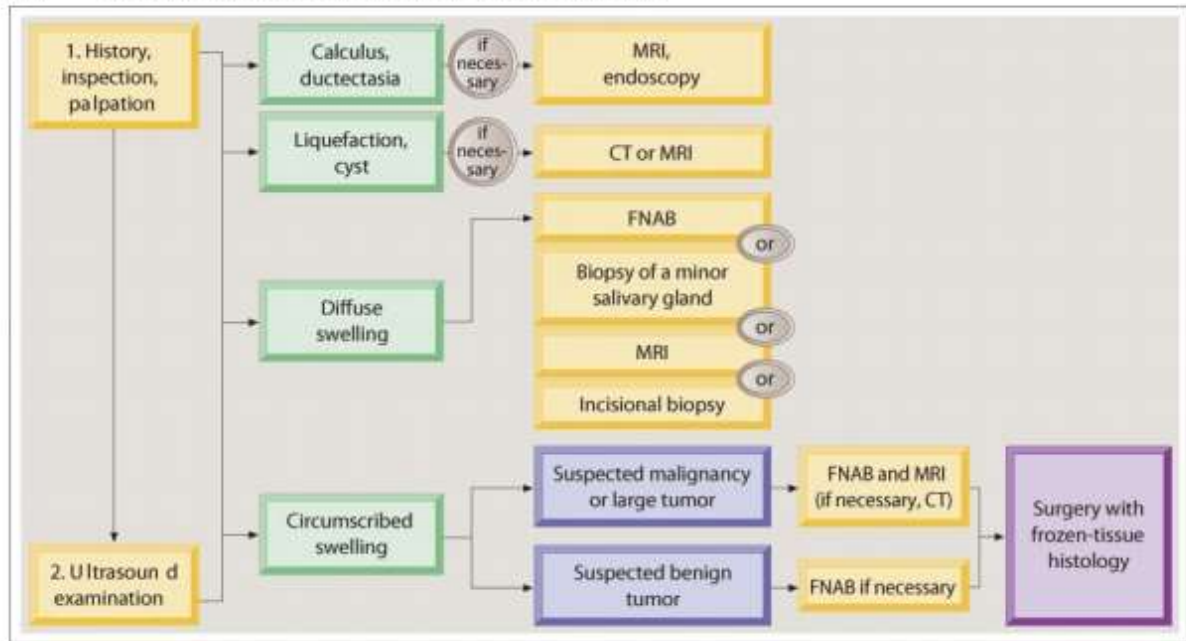 1. History,
inspection,
palpation
Calculus,
ductectasia
if
neces-
sary
MRI,
endoscopy
Liquefaction,
cyst
if
neces-
sary
CT or MRI
Diffuse
swelling
FNAB
or
Biopsy of a minor
salivary gland
or
MRI
or
Incisional biopsy
2. Ultrasoun d
examination
Circumscribed
swelling
Suspected malignancy
or large tumor
FNAB and MRI
(if necessary, CT)
Suspected benign
tumor
FNAB if necessary
Surgery with
frozen-tissue
histology